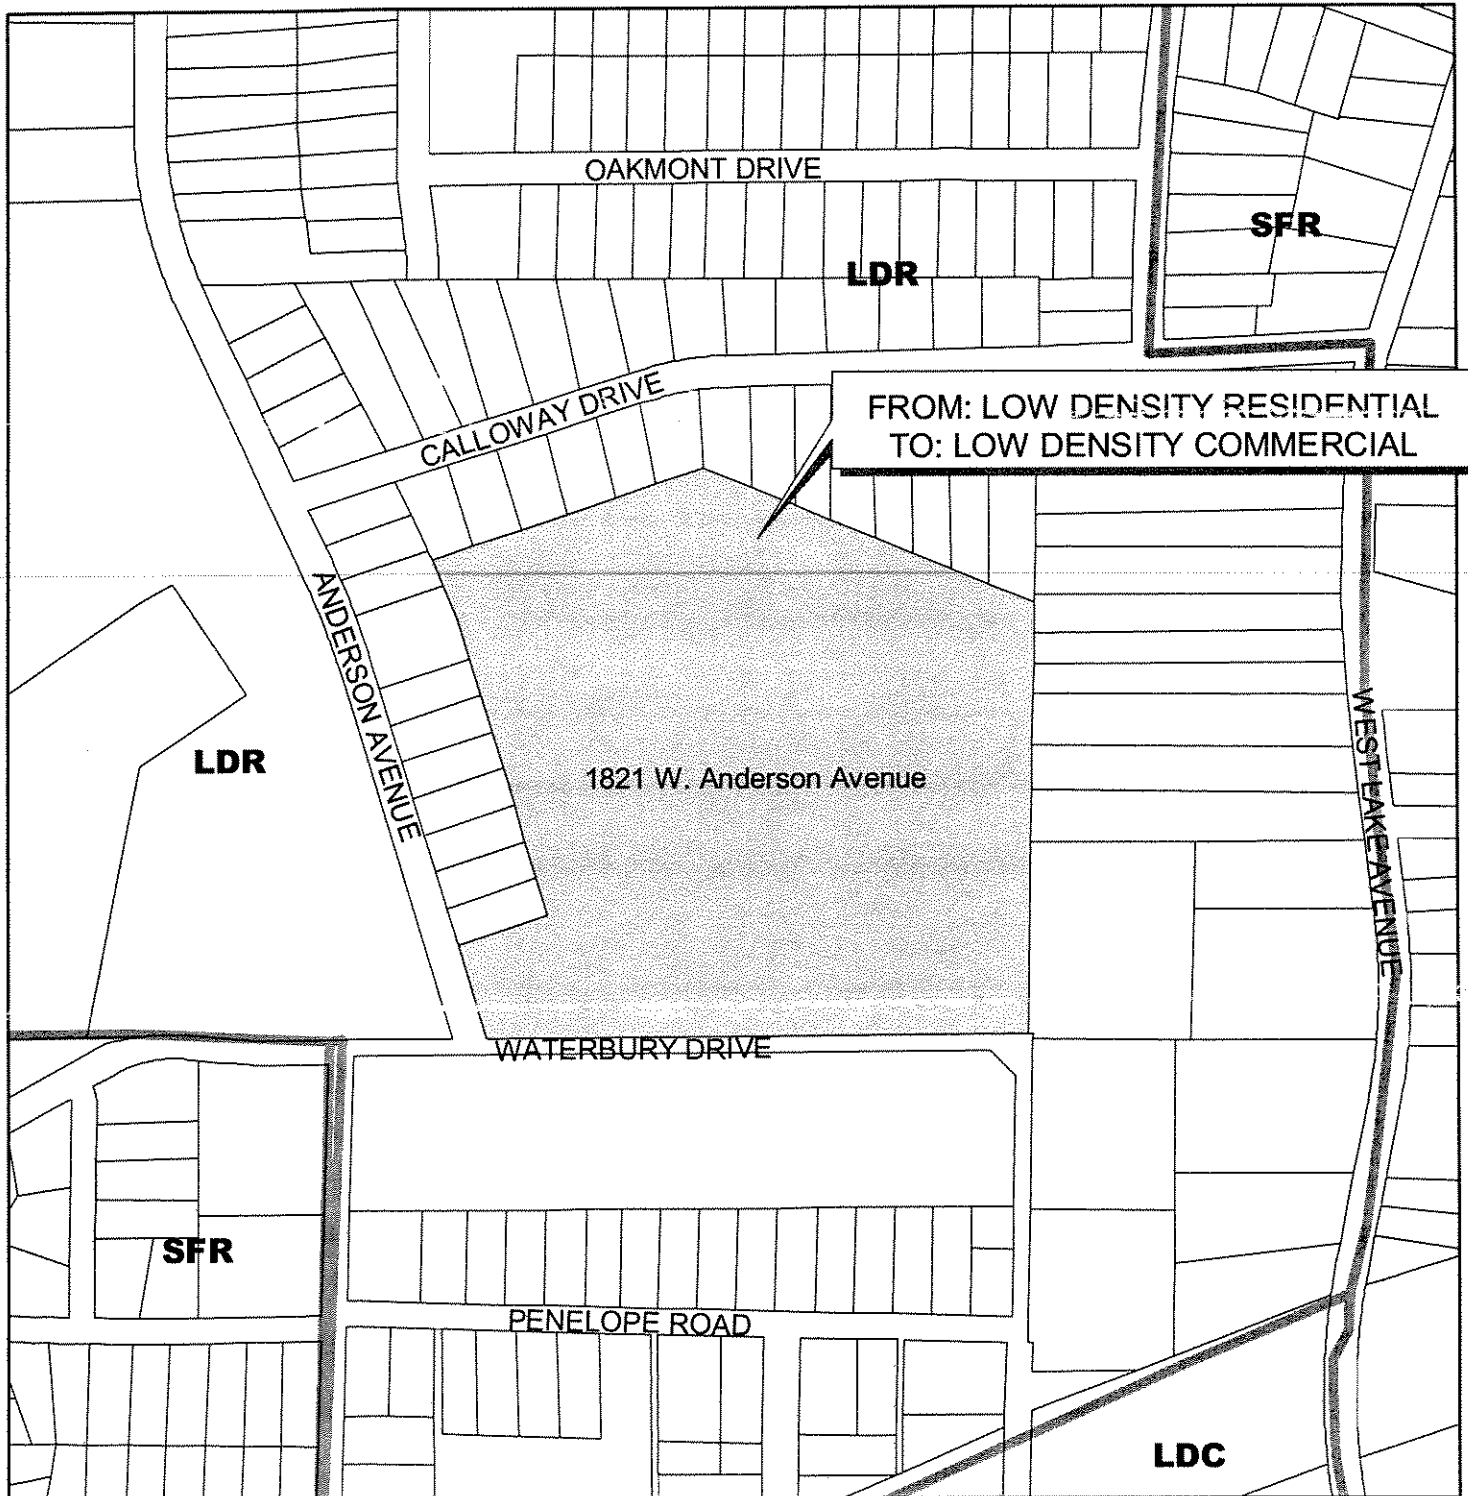 OAKMONT DRIVE
SFR
LDR
CALLOWAY DRIVE
FROM: LOW DENSITY RESIDENTIAL
TO: LOW DENSITY COMMERCIAL
ANDERSON AVENUE
LDR
1821 W. Anderson Avenue
WEST LAKE AVENUE
WATERBURY DRIVE
SFR
PENELOPE ROAD
LDC